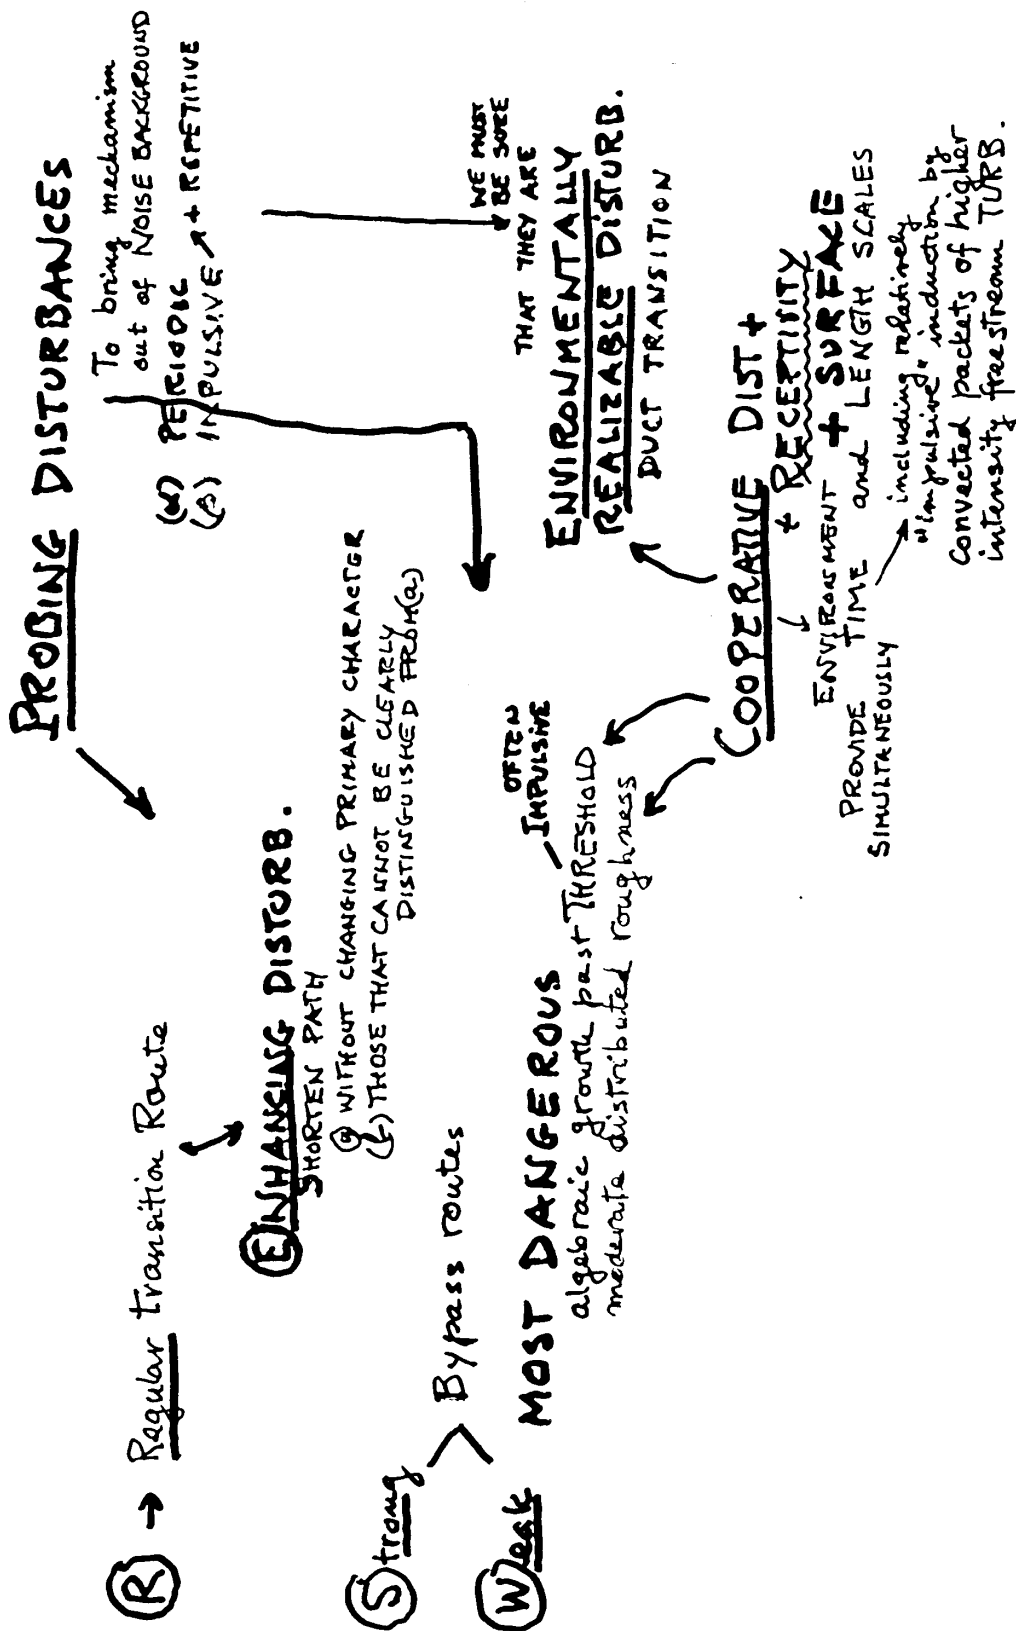 Ⓡ → Regular transition Route
PROBING DISTURBANCES
To bring mechanism
out of NOISE BACKGROUND
(α) PERIODIC
(β) IMPULSIVE → + REPETITIVE
ⒺNHANCING DISTURB.
SHORTEN PATH
(a) WITHOUT CHANGING PRIMARY CHARACTER
(b) THOSE THAT CANNOT BE CLEARLY
DISTINGUISHED FROM (a)
Ⓢtrong
Ⓦeak
> Bypass routes
MOST DANGEROUS
OFTEN
IMPULSIVE
algebraic growth past THRESHOLD
moderate distributed roughness
WE MUST
BE SURE
THAT THEY ARE
ENVIRONMENTALLY
REALIZABLE DISTURB.
DUCT TRANSITION
COOPERATIVE DIST +
+ RECEPTIVITY
ENVIRONMENT + SURFACE
PROVIDE TIME and LENGTH SCALES
SIMULTANEOUSLY
including relatively
"impulsive" induction by
convected packets of higher
intensity freestream TURB.